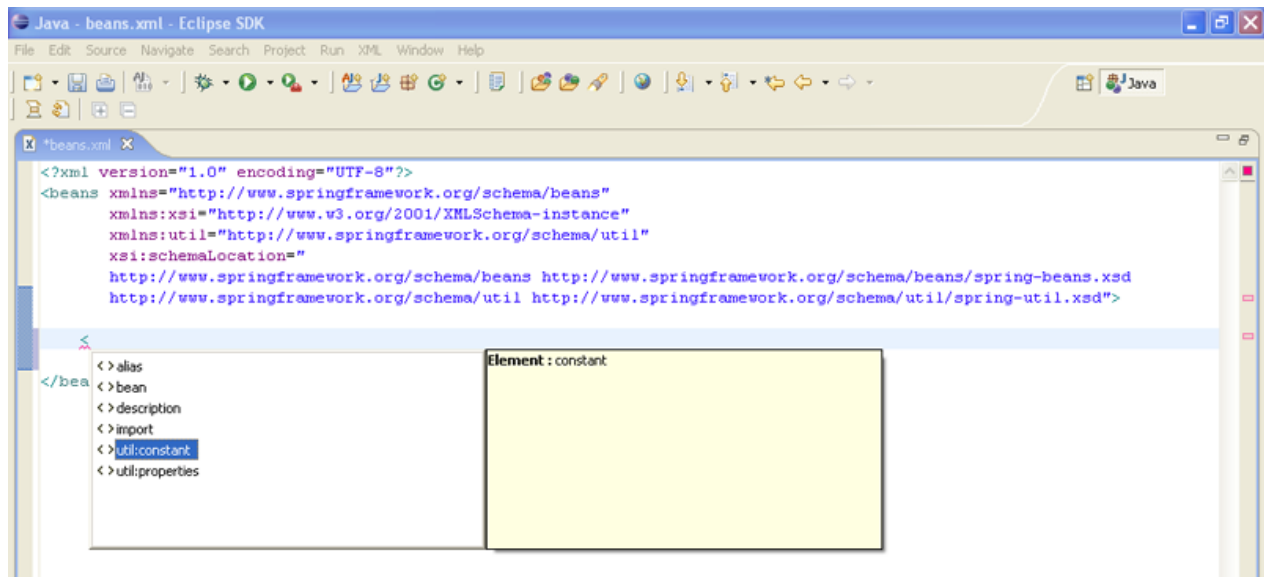 Java - beans.xml - Eclipse SDK
File Edit Source Navigate Search Project Run XML Window Help
Java
*beans.xml
<?xml version="1.0" encoding="UTF-8"?>
<beans xmlns="http://www.springframework.org/schema/beans"
xmlns:xsi="http://www.w3.org/2001/XMLSchema-instance"
xmlns:util="http://www.springframework.org/schema/util"
xsi:schemaLocation="
http://www.springframework.org/schema/beans http://www.springframework.org/schema/beans/spring-beans.xsd
http://www.springframework.org/schema/util http://www.springframework.org/schema/util/spring-util.xsd">
<
</bea
<> alias
<> bean
<> description
<> import
<> util:constant
<> util:properties
Element : constant